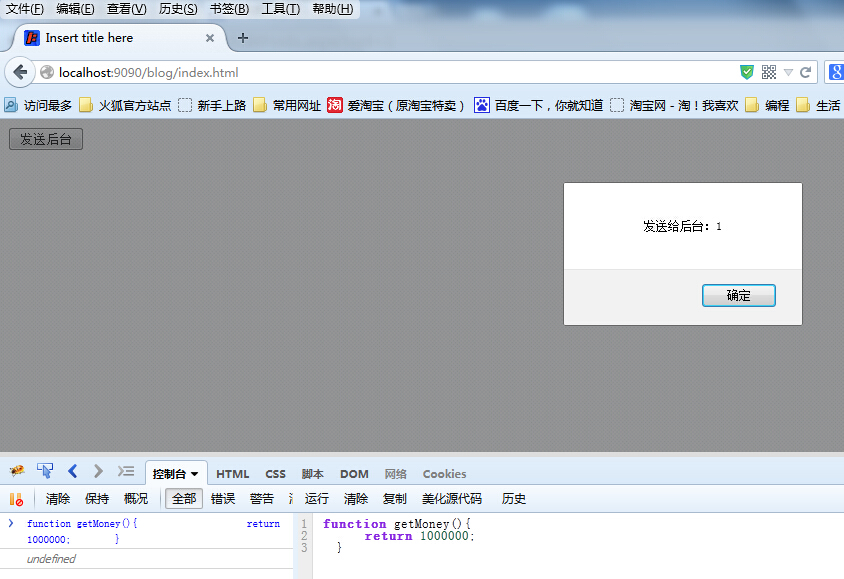 文件(F) 编辑(E) 查看(V) 历史(S) 书签(B) 工具(T) 帮助(H)
Insert title here
localhost:9090/blog/index.html
访问最多 火狐官方站点 新手上路 常用网址 爱淘宝（原淘宝特卖） 百度一下，你就知道 淘宝网 - 淘！我喜欢 编程 生活
发送后台
发送给后台：1
确定
控制台 HTML CSS 脚本 DOM 网络 Cookies
清除 保持 概况 全部 错误 警告 运行 清除 复制 美化源代码 历史
function getMoney(){ return
1000000; }
undefined
1 function getMoney(){
2 return 1000000;
3 }